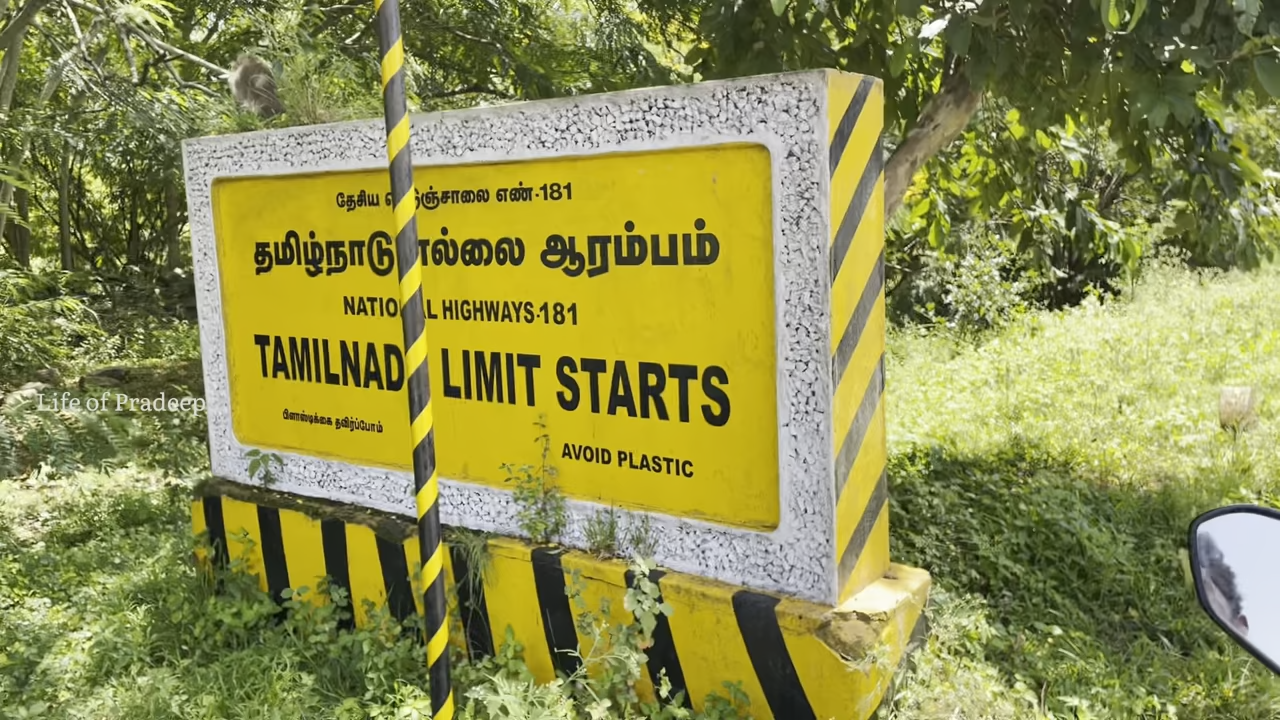 தேசிய எண்-181
தமிழ்நாடு எல்லை ஆரம்பம்
NATIONAL HIGHWAYS-181
TAMILNADU LIMIT STARTS
பிளாஸ்டிக்கை தவிர்ப்போம்
AVOID PLASTIC
Life of Pradeep